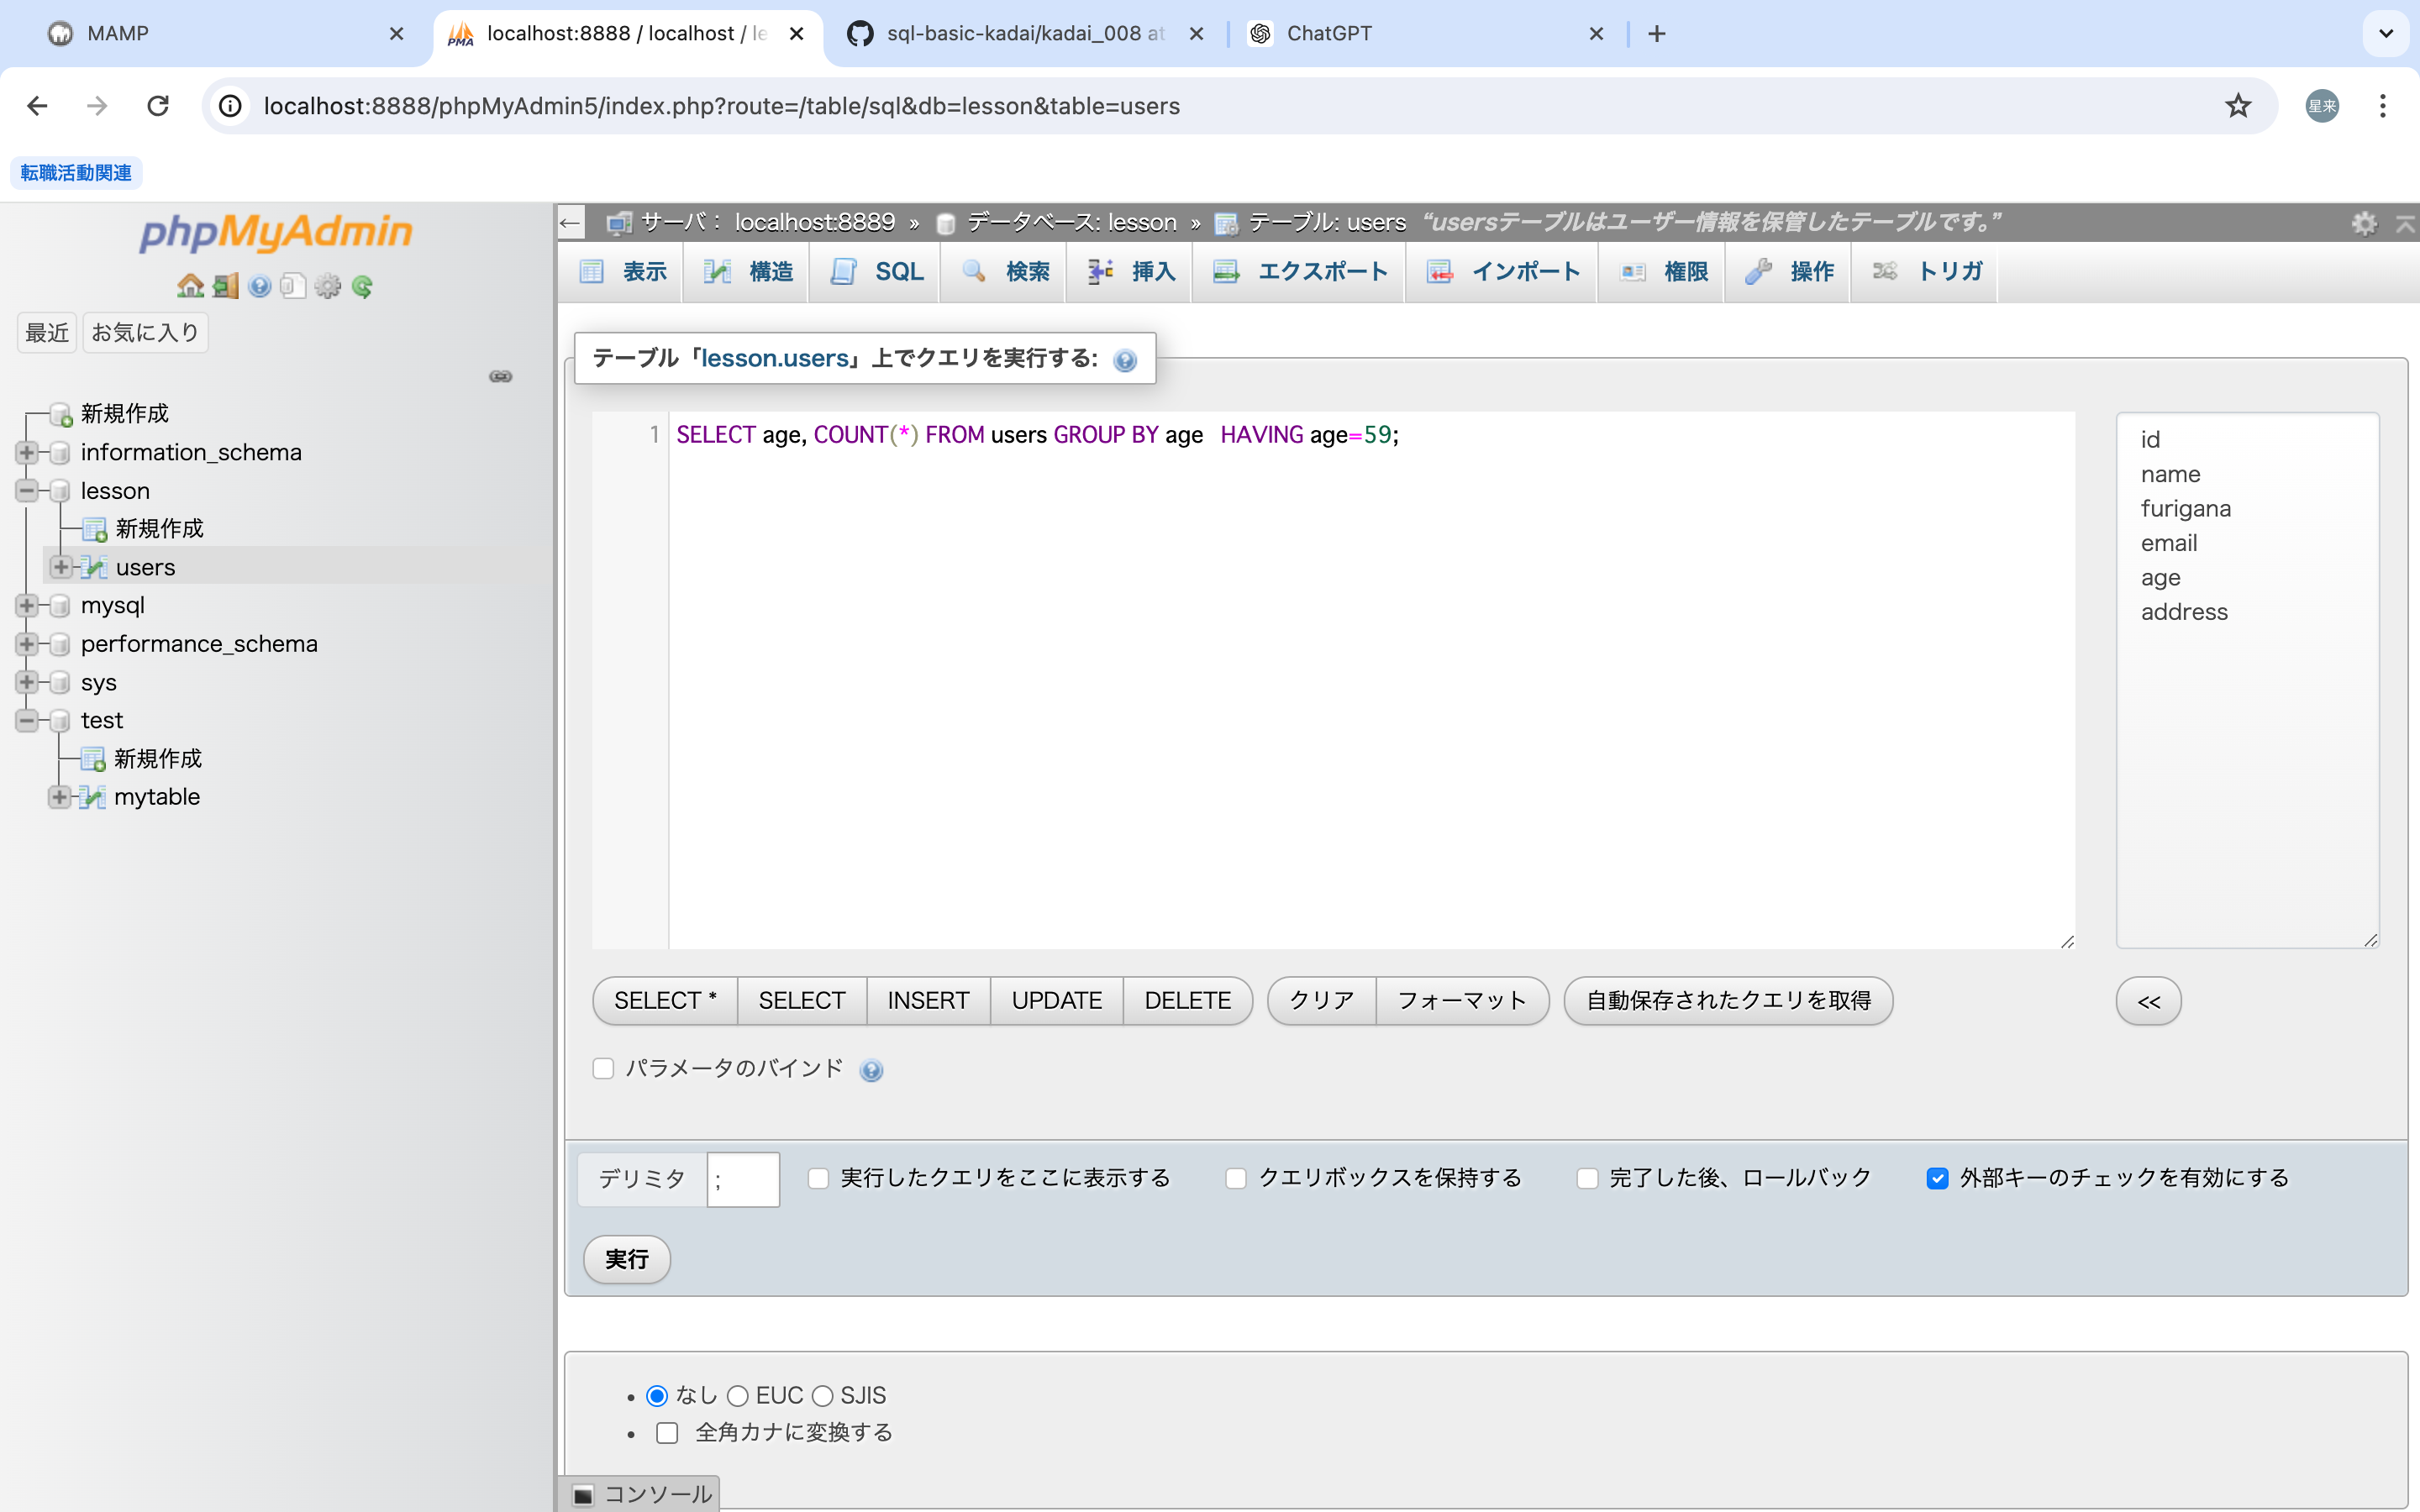 MAMP
localhost:8888 / localhost / le
sql-basic-kadai/kadai_008 at
ChatGPT
localhost:8888/phpMyAdmin5/index.php?route=/table/sql&db=lesson&table=users
星来
転職活動関連
phpMyAdmin
最近 お気に入り
新規作成
information_schema
lesson
新規作成
users
mysql
performance_schema
sys
test
新規作成
mytable
サーバ： localhost:8889 » データベース: lesson » テーブル: users “usersテーブルはユーザー情報を保管したテーブルです。”
表示 構造 SQL 検索 挿入 エクスポート インポート 権限 操作 トリガ
テーブル「lesson.users」上でクエリを実行する:
1 SELECT age, COUNT(*) FROM users GROUP BY age HAVING age=59;
id
name
furigana
email
age
address
SELECT * SELECT INSERT UPDATE DELETE クリア フォーマット 自動保存されたクエリを取得 <<
パラメータのバインド
デリミタ ; 実行したクエリをここに表示する クエリボックスを保持する 完了した後、ロールバック 外部キーのチェックを有効にする
実行
なし EUC SJIS
全角カナに変換する
コンソール